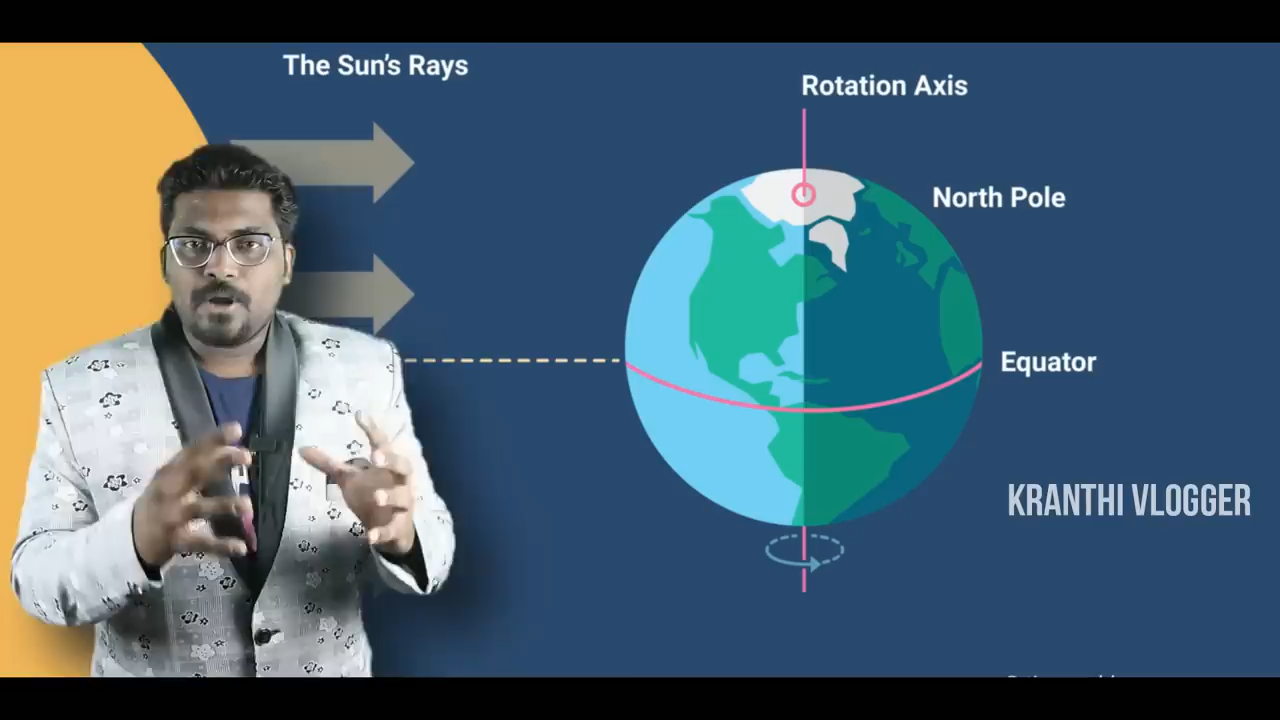 The Sun's Rays
Rotation Axis
North Pole
Equator
KRANTHI VLOGGER